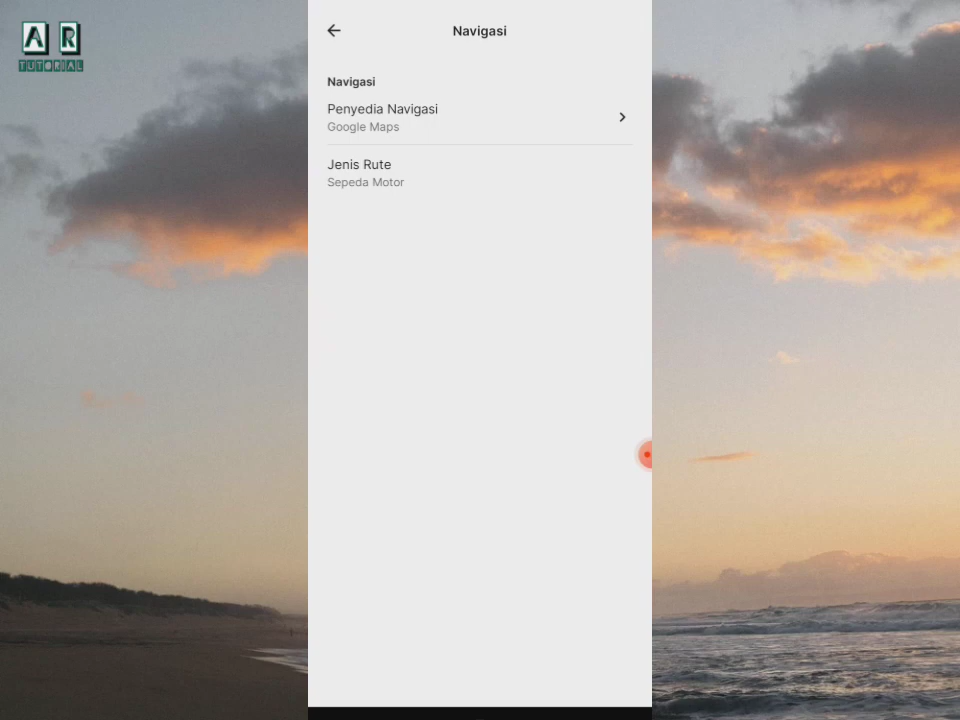 AR
TUTORIAL
Navigasi
Navigasi
Penyedia Navigasi
Google Maps
Jenis Rute
Sepeda Motor